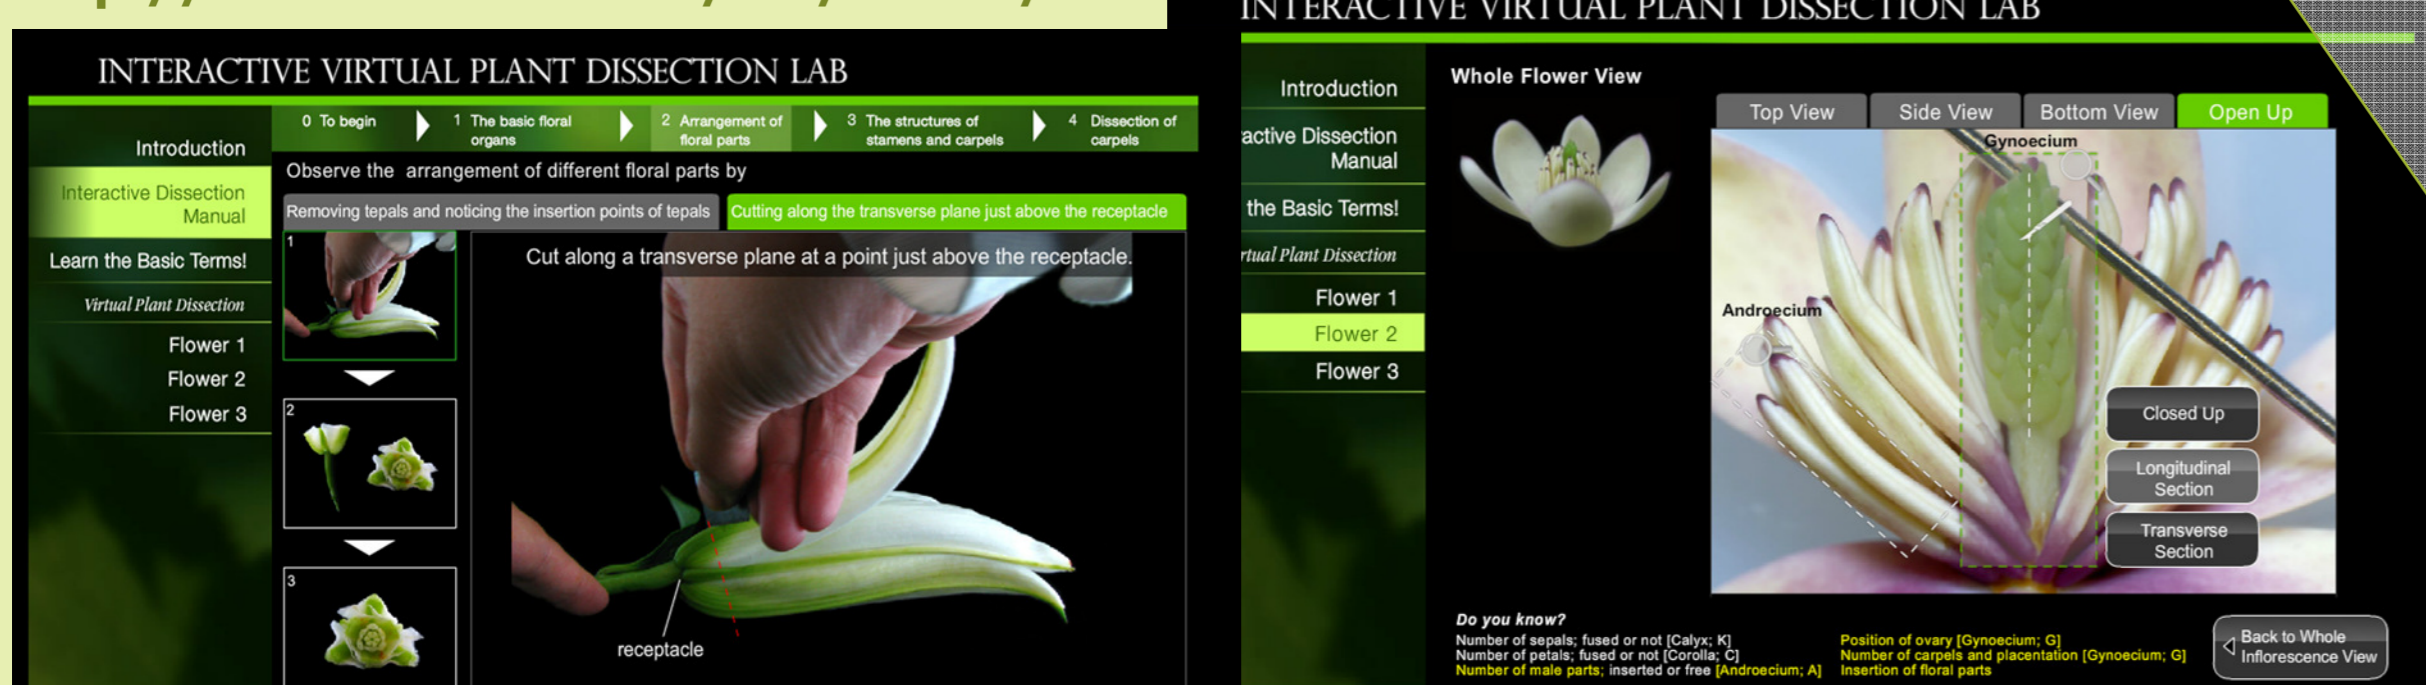 INTERACTIVE VIRTUAL PLANT DISSECTION LAB
Introduction
Interactive Dissection
Manual
Learn the Basic Terms!
Virtual Plant Dissection
Flower 1
Flower 2
Flower 3
0 To begin
1 The basic floral
organs
2 Arrangement of
floral parts
3 The structures of
stamens and carpels
4 Dissection of
carpels
Observe the arrangement of different floral parts by
Removing tepals and noticing the insertion points of tepals
Cutting along the transverse plane just above the receptacle
1
2
3
Cut along a transverse plane at a point just above the receptacle.
receptacle
INTERACTIVE VIRTUAL PLANT DISSECTION LAB
Introduction
active Dissection
Manual
the Basic Terms!
rtual Plant Dissection
Flower 1
Flower 2
Flower 3
Whole Flower View
Top View
Side View
Bottom View
Open Up
Gynoecium
Androecium
Closed Up
Longitudinal
Section
Transverse
Section
Do you know?
Number of sepals; fused or not [Calyx; K]
Number of petals; fused or not [Corolla; C]
Number of male parts; inserted or free [Androecium; A]
Position of ovary [Gynoecium; G]
Number of carpels and placentation [Gynoecium; G]
Insertion of floral parts
Back to Whole
Inflorescence View